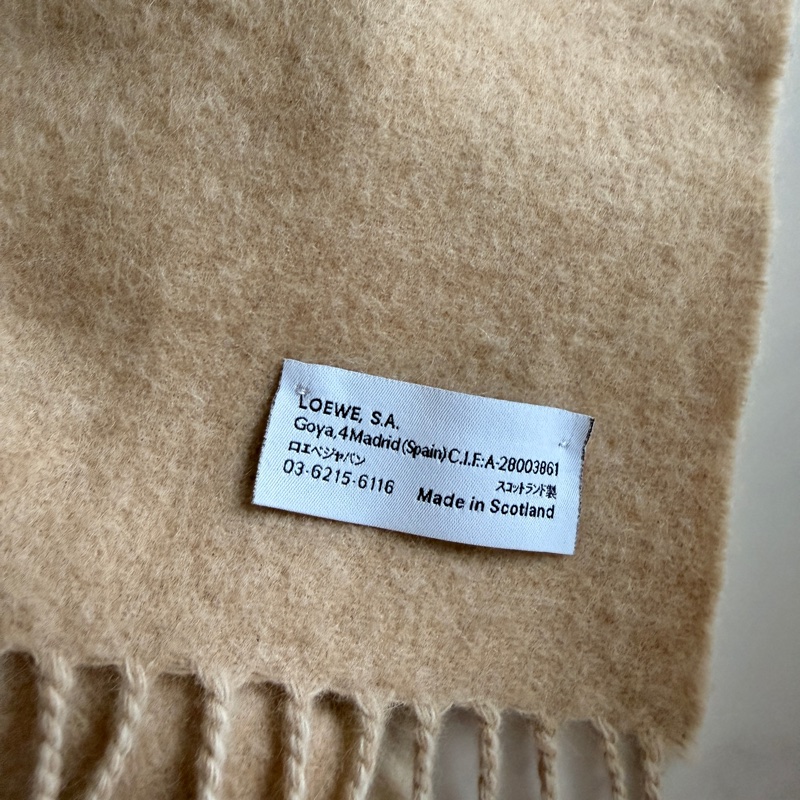 LOEWE, S.A.
Goya, 4 Madrid (Spain) C.I.F.: A-28003861
ロエベジャパン
03-6215-6116
スコットランド製
Made in Scotland